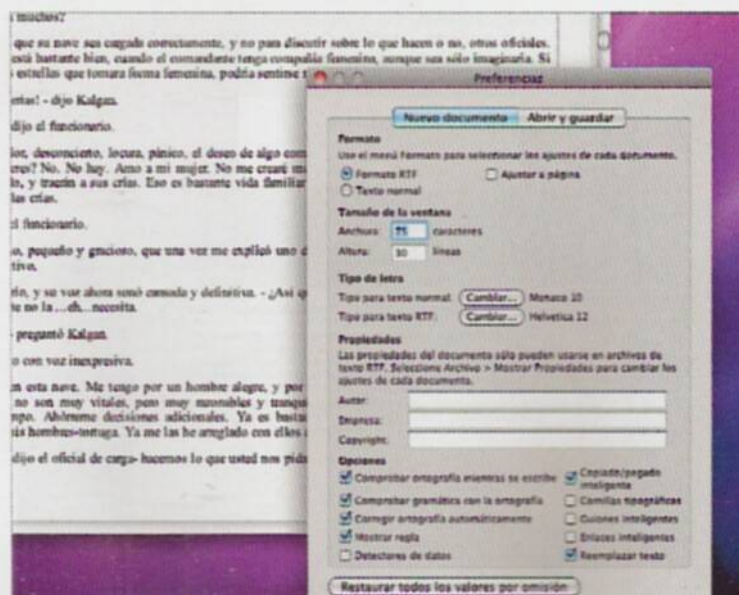 muchos?
que su nave sea cargada correctamente, y no para discutir sobre lo que hacen o no, otros oficiales.
está bastante bien, cuando el comandante tenga compañía femenina, aunque sea sólo imaginaria. Si
estrellas que tomara forma femenina, podría sentirse
- dijo Kalgan.
dijo el funcionario.
desconcierto, locura, pánico, el deseo de algo
No. No hay. Amo a mi mujer. No me crearé
y traerán a sus crías. Eso es bastante vida familiar
las crías.
el funcionario.
pequeño y gracioso, que una vez me explicó uno
y su voz ahora sonó cansada y definitiva. - ¿Así
no la ...eh...necesita.
- preguntó Kalgan.
con voz inexpresiva.
en esta nave. Me tengo por un hombre alegre, y por
no son muy vitales, pero muy razonables y
Ahórreme decisiones adicionales. Ya es
hombres-tortuga. Ya me las he arreglado con ellos
dijo el oficial de carga- hacemos lo que usted nos pida
Preferencias
Nuevo documento Abrir y guardar
Formato
Use el menú Formato para seleccionar los ajustes de cada documento.
Formato RTF Ajustar a página
Texto normal
Tamaño de la ventana
Anchura: 75 caracteres
Altura: 30 líneas
Tipo de letra
Tipo para texto normal: Cambiar... Monaco 10
Tipo para texto RTF: Cambiar... Helvetica 12
Propiedades
Las propiedades del documento sólo pueden usarse en archivos de
texto RTF. Seleccione Archivo > Mostrar Propiedades para cambiar los
ajustes de cada documento.
Autor:
Empresa:
Copyright:
Opciones
Comprobar ortografía mientras se escribe Copiado/pegado
inteligente
Comprobar gramática con la ortografía Comillas tipográficas
Corregir ortografía automáticamente Guiones inteligentes
Mostrar regla Enlaces inteligentes
Detectores de datos Reemplazar texto
Restaurar todos los valores por omisión